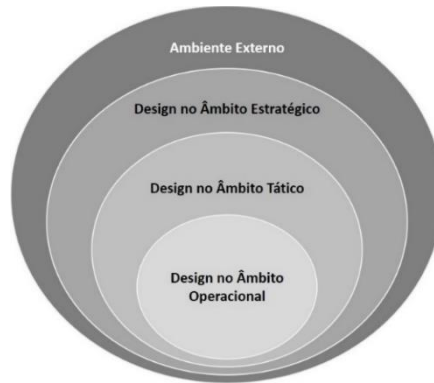 Ambiente Externo
Design no Âmbito Estratégico
Design no Âmbito Tático
Design no Âmbito
Operacional